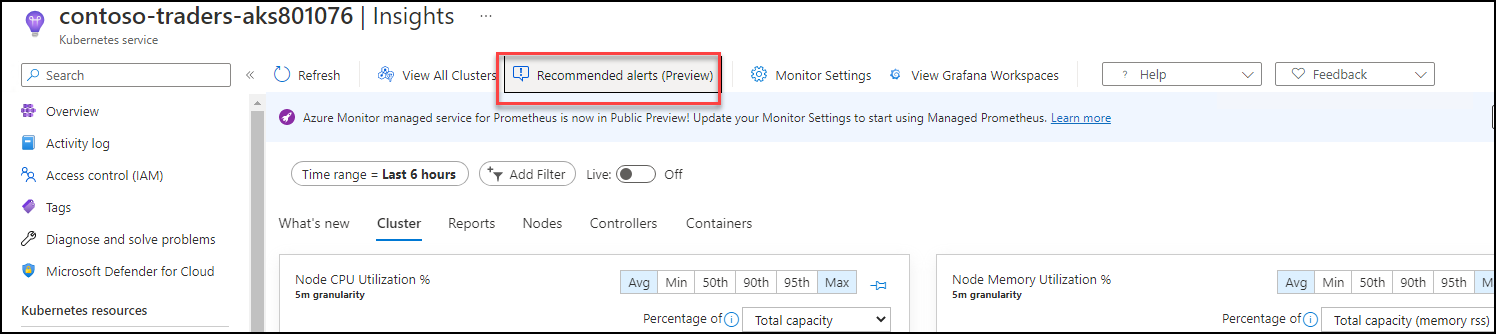 contoso-traders-aks801076 | Insights ...
Kubernetes service
Search
«
Refresh
View All Clusters
Recommended alerts (Preview)
Monitor Settings
View Grafana Workspaces
? Help
Feedback
Overview
Activity log
Access control (IAM)
Tags
Diagnose and solve problems
Microsoft Defender for Cloud
Kubernetes resources
Azure Monitor managed service for Prometheus is now in Public Preview! Update your Monitor Settings to start using Managed Prometheus. Learn more
Time range = Last 6 hours
Add Filter
Live: Off
What's new Cluster Reports Nodes Controllers Containers
Node CPU Utilization %
5m granularity
Avg Min 50th 90th 95th Max
Percentage of Total capacity
Node Memory Utilization %
5m granularity
Avg Min 50th 90th 95th M
Percentage of Total capacity (memory rss)